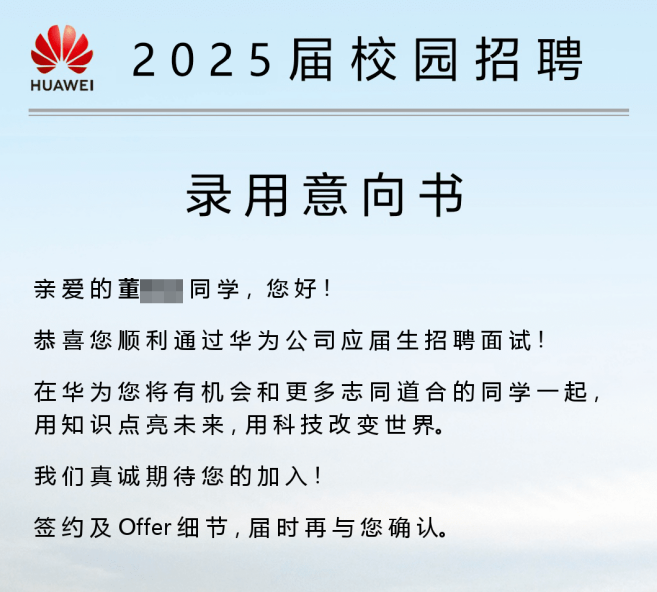 HUAWEI
2025届校园招聘
录用意向书
亲爱的董 同学，您好！
恭喜您顺利通过华为公司应届生招聘面试！
在华为您将有机会和更多志同道合的同学一起，
用知识点亮未来，用科技改变世界。
我们真诚期待您的加入！
签约及Offer细节，届时再与您确认。